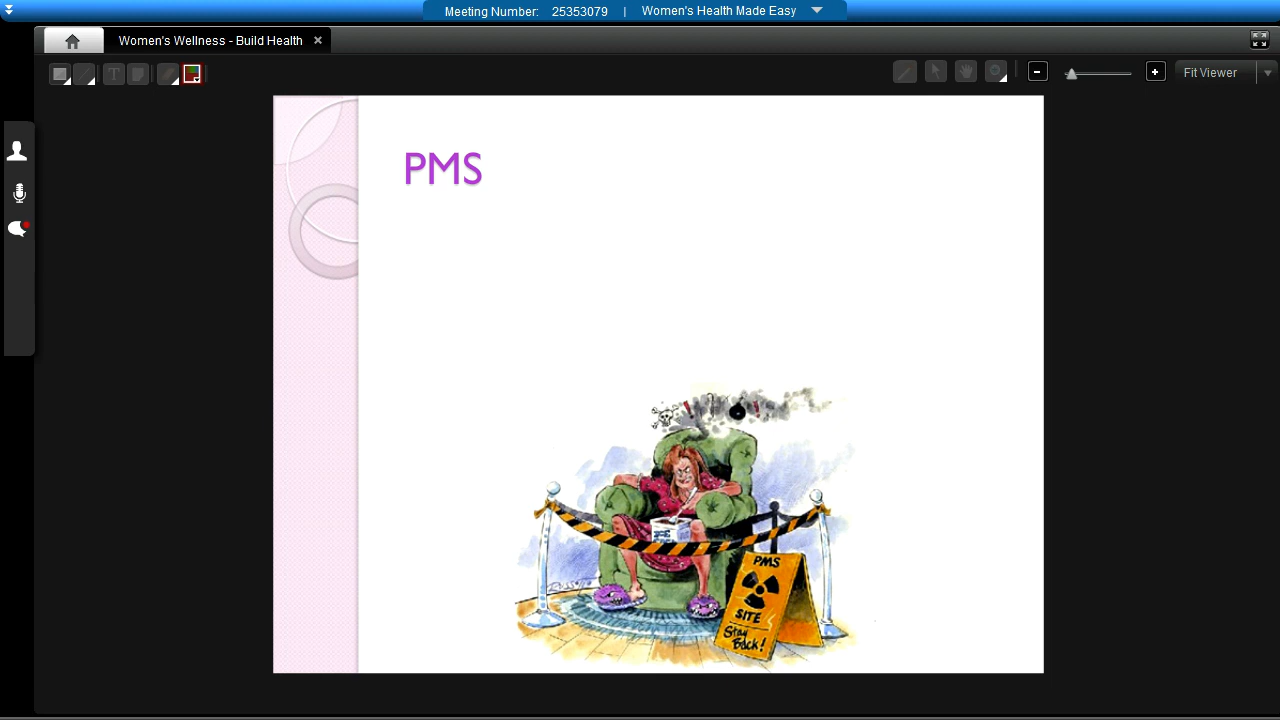 Meeting Number: 25353079 | Women's Health Made Easy
Women's Wellness - Build Health
T
Fit Viewer
PMS
PMS
SITE
Stay
Back!